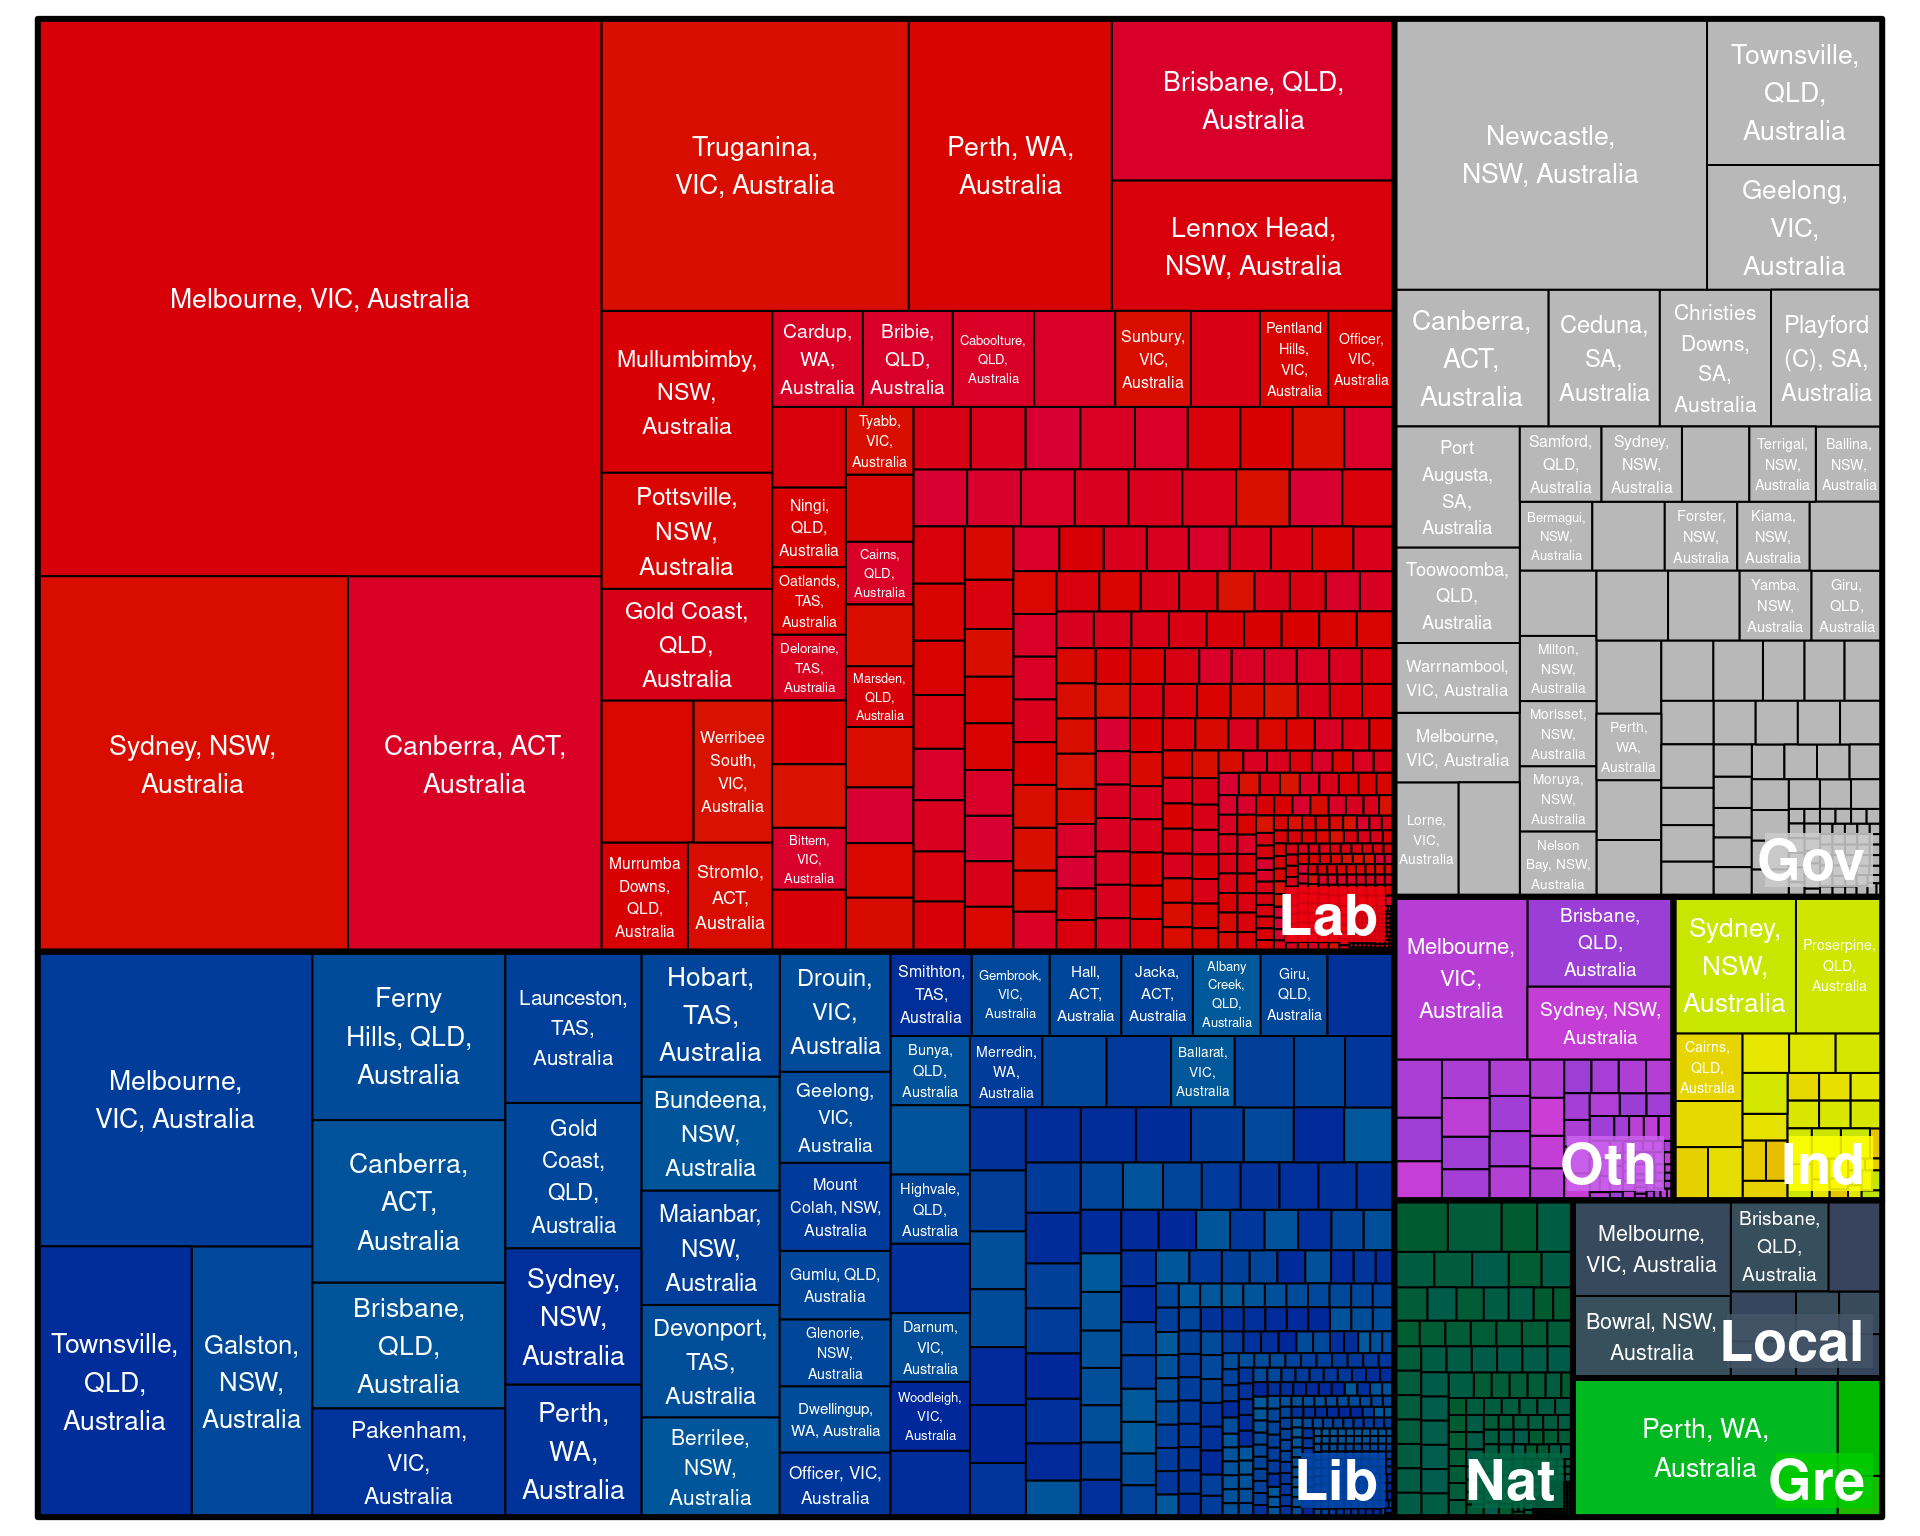 Melbourne, VIC, Australia
Sydney, NSW,
Australia
Canberra, ACT,
Australia
Truganina,
VIC, Australia
Perth, WA,
Australia
Brisbane, QLD,
Australia
Lennox Head,
NSW, Australia
Mullumbimby,
NSW,
Australia
Pottsville,
NSW,
Australia
Gold Coast,
QLD,
Australia
Werribee
South,
VIC,
Australia
Murrumba
Downs,
QLD,
Australia
Stromlo,
ACT,
Australia
Cardup,
WA,
Australia
Bribie,
QLD,
Australia
Caboolture,
QLD,
Australia
Sunbury,
VIC,
Australia
Pentland
Hills,
VIC,
Australia
Officer,
VIC,
Australia
Tyabb,
VIC,
Australia
Ningi,
QLD,
Australia
Oatlands,
TAS,
Australia
Deloraine,
TAS,
Australia
Cairns,
QLD,
Australia
Marsden,
QLD,
Australia
Bittern,
VIC,
Australia
Lab
Newcastle,
NSW, Australia
Townsville,
QLD,
Australia
Geelong,
VIC,
Australia
Canberra,
ACT,
Australia
Ceduna,
SA,
Australia
Christies
Downs,
SA,
Australia
Playford
(C), SA,
Australia
Port
Augusta,
SA,
Australia
Toowoomba,
QLD,
Australia
Warrnambool,
VIC, Australia
Melbourne,
VIC, Australia
Lorne,
VIC,
Australia
Samford,
QLD,
Australia
Sydney,
NSW,
Australia
Terrigal,
NSW,
Australia
Ballina,
NSW,
Australia
Bermagui,
NSW,
Australia
Forster,
NSW,
Australia
Kiama,
NSW,
Australia
Yamba,
NSW,
Australia
Giru,
QLD,
Australia
Milton,
NSW,
Australia
Morisset,
NSW,
Australia
Perth,
WA,
Australia
Moruya,
NSW,
Australia
Nelson
Bay, NSW,
Australia
Gov
Melbourne,
VIC, Australia
Townsville,
QLD,
Australia
Galston,
NSW,
Australia
Ferny
Hills, QLD,
Australia
Canberra,
ACT,
Australia
Brisbane,
QLD,
Australia
Pakenham,
VIC,
Australia
Launceston,
TAS,
Australia
Gold
Coast,
QLD,
Australia
Sydney,
NSW,
Australia
Perth,
WA,
Australia
Hobart,
TAS,
Australia
Bundeena,
NSW,
Australia
Maianbar,
NSW,
Australia
Devonport,
TAS,
Australia
Berrilee,
NSW,
Australia
Drouin,
VIC,
Australia
Geelong,
VIC,
Australia
Mount
Colah, NSW,
Australia
Gumlu, QLD,
Australia
Glenorie,
NSW,
Australia
Dwellingup,
WA, Australia
Officer, VIC,
Australia
Smithton,
TAS,
Australia
Bunya,
QLD,
Australia
Highvale,
QLD,
Australia
Darnum,
VIC,
Australia
Woodleigh,
VIC,
Australia
Gembrook,
VIC,
Australia
Hall,
ACT,
Australia
Jacka,
ACT,
Australia
Albany
Creek,
QLD,
Australia
Giru,
QLD,
Australia
Merredin,
WA,
Australia
Ballarat,
VIC,
Australia
Lib
Melbourne,
VIC,
Australia
Brisbane,
QLD,
Australia
Sydney, NSW,
Australia
Oth
Sydney,
NSW,
Australia
Proserpine,
QLD,
Australia
Cairns,
QLD,
Australia
Ind
Nat
Melbourne,
VIC, Australia
Brisbane,
QLD,
Australia
Bowral, NSW,
Australia
Local
Perth, WA,
Australia
Gre